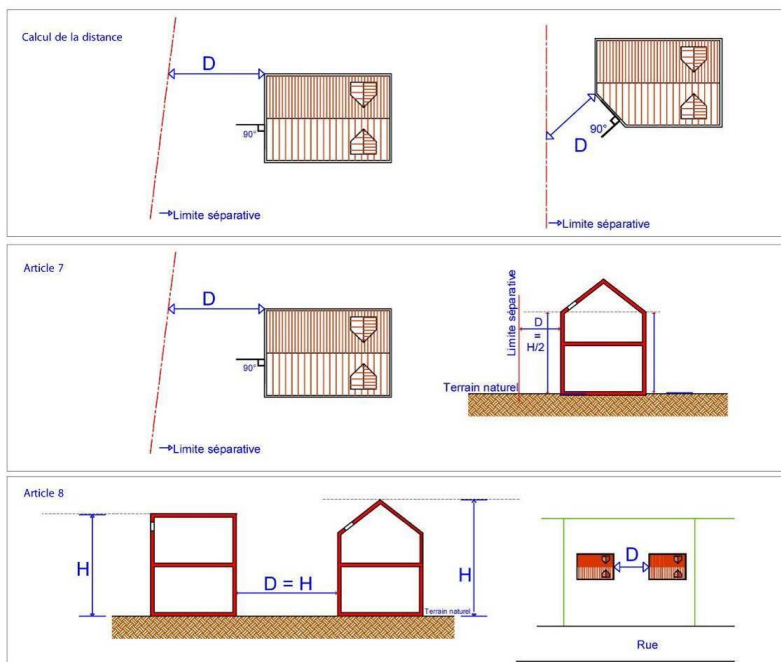 Calcul de la distance
D
90°
Limite séparative
D
90°
Limite séparative
Article 7
D
90°
Limite séparative
Limite séparative
D
=
H/2
Terrain naturel
Article 8
H
D = H
H
Terrain naturel
D
Rue